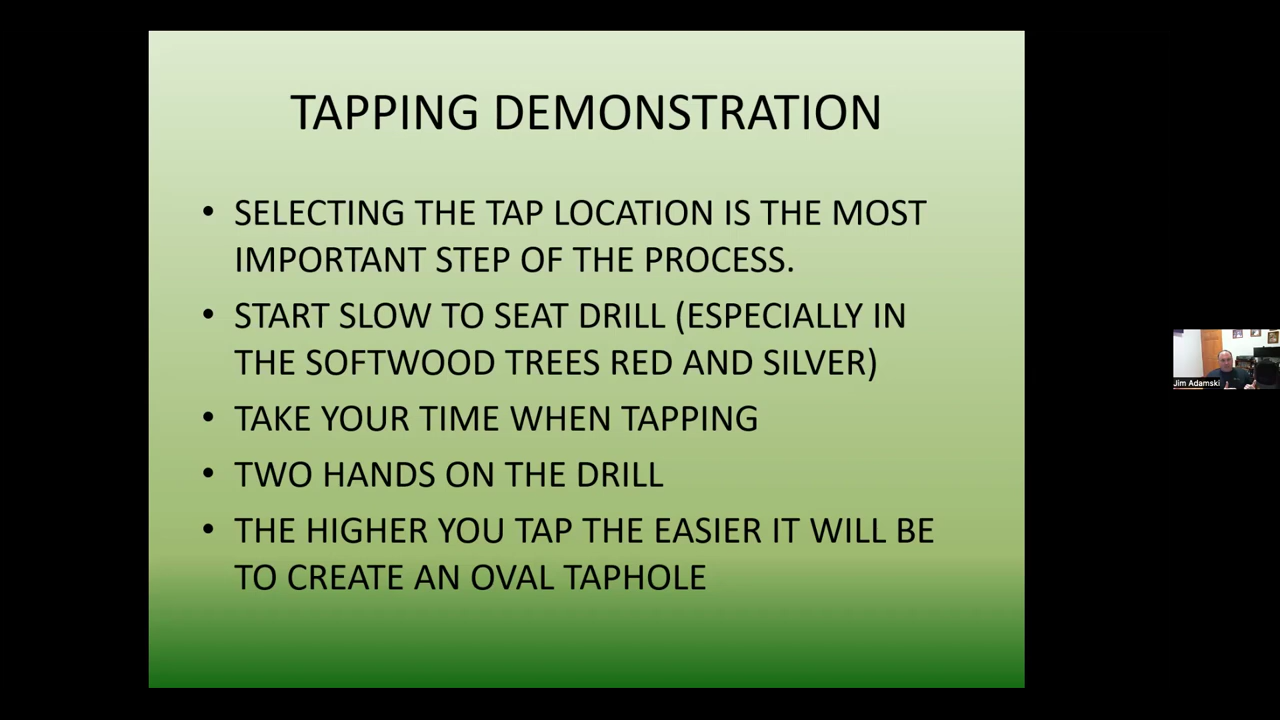 TAPPING DEMONSTRATION
• SELECTING THE TAP LOCATION IS THE MOST
IMPORTANT STEP OF THE PROCESS.
• START SLOW TO SEAT DRILL (ESPECIALLY IN
THE SOFTWOOD TREES RED AND SILVER)
• TAKE YOUR TIME WHEN TAPPING
• TWO HANDS ON THE DRILL
• THE HIGHER YOU TAP THE EASIER IT WILL BE
TO CREATE AN OVAL TAPHOLE
Jim Adamski